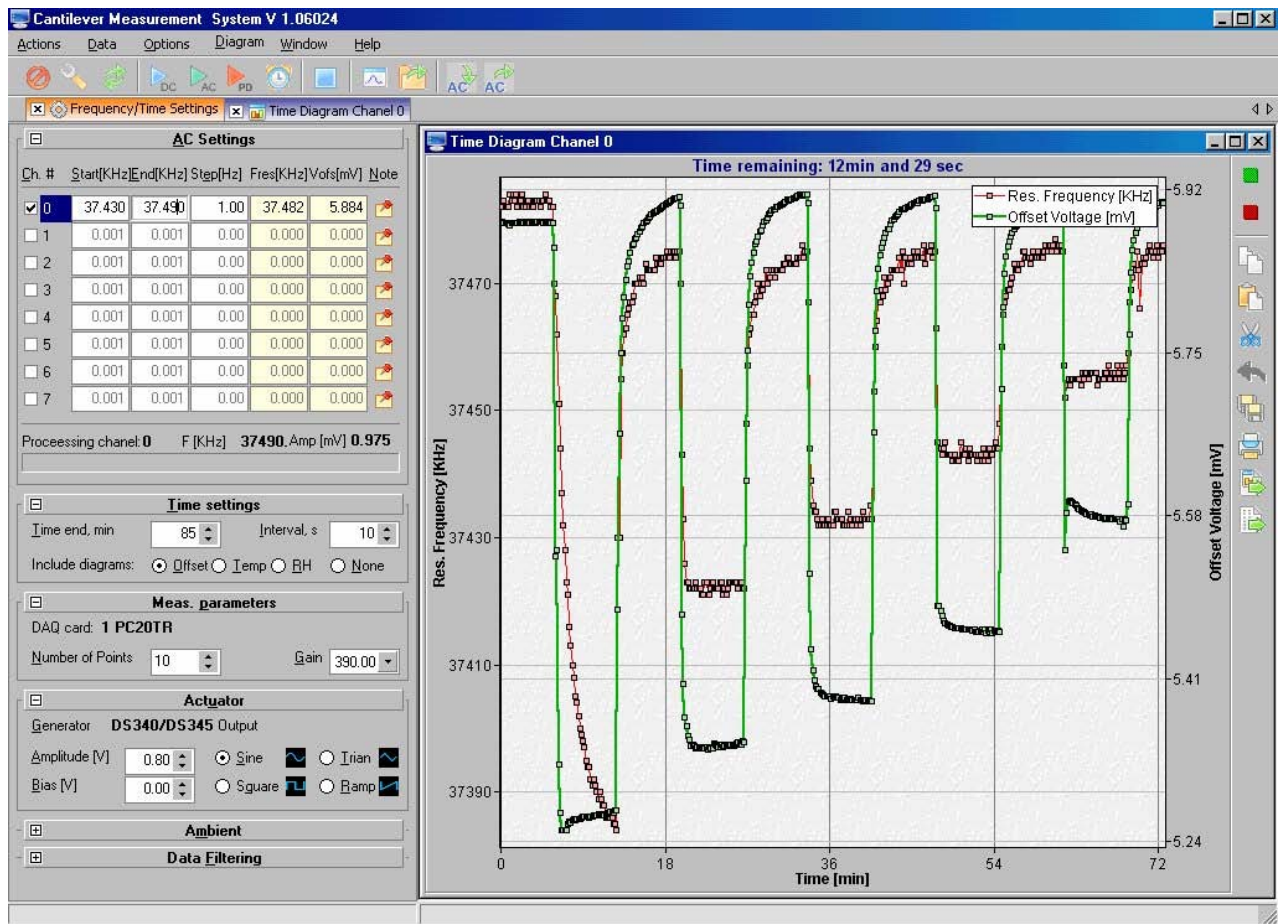 Cantilever Measurement System V 1.06024
Actions Data Options Diagram Window Help
DC AC PD AC AC
Frequency/Time Settings Time Diagram Chanel 0
AC Settings
Ch. # Start[KHz] End[KHz] Step[Hz] Fres[KHz] Vofs[mV] Note
0 37.430 37.490 1.00 37.482 5.884
1 0.001 0.001 0.00 0.000 0.000
2 0.001 0.001 0.00 0.000 0.000
3 0.001 0.001 0.00 0.000 0.000
4 0.001 0.001 0.00 0.000 0.000
5 0.001 0.001 0.00 0.000 0.000
6 0.001 0.001 0.00 0.000 0.000
7 0.001 0.001 0.00 0.000 0.000
Proceessing chanel: 0 F [KHz] 37490. Amp [mV] 0.975
Time settings
Time end, min 85 Interval, s 10
Include diagrams: Offset Temp RH None
Meas. parameters
DAQ card: 1 PC20TR
Number of Points 10 Gain 390.00
Actuator
Generator DS340/DS345 Output
Amplitude [V] 0.80 Sine Trian
Bias [V] 0.00 Square Ramp
Ambient
Data Filtering
Time Diagram Chanel 0
Time remaining: 12min and 29 sec
Res. Frequency [KHz]
Offset Voltage [mV]
Res. Frequency [KHz]
37470
37450
37430
37410
37390
5.92
5.75
5.58
5.41
5.24
Offset Voltage [mV]
0 18 36 54 72
Time [min]